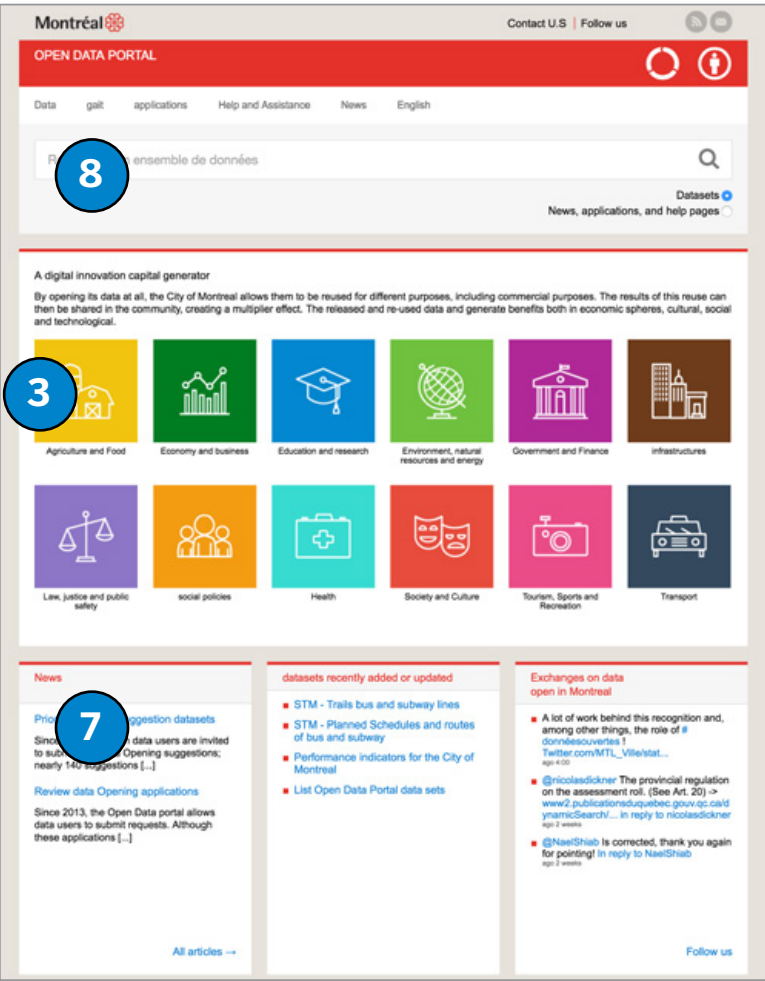 Montréal
Contact U.S | Follow us
OPEN DATA PORTAL
Data gait applications Help and Assistance News English
8
ensemble de données
Datasets
News, applications, and help pages
A digital innovation capital generator
By opening its data at all, the City of Montreal allows them to be reused for different purposes, including commercial purposes. The results of this reuse can
then be shared in the community, creating a multiplier effect. The released and re-used data and generate benefits both in economic spheres, cultural, social
and technological.
3
Agriculture and Food
Economy and business
Education and research
Environment, natural
resources and energy
Government and Finance
infrastructures
Law, justice and public
safety
social policies
Health
Society and Culture
Tourism, Sports and
Recreation
Transport
News
7
ggestion datasets
Since data users are invited
to Opening suggestions;
nearly 140 suggestions [...]
Review data Opening applications
Since 2013, the Open Data portal allows
data users to submit requests. Although
these applications [...]
All articles →
datasets recently added or updated
STM - Trails bus and subway lines
STM - Planned Schedules and routes
of bus and subway
Performance indicators for the City of
Montreal
List Open Data Portal data sets
Exchanges on data
open in Montreal
A lot of work behind this recognition and,
among other things, the role of #
donnéesouvertes !
Twitter.com/MTL_Ville/stat...
ago 4:00
@nicolasdickner The provincial regulation
on the assessment roll. (See Art. 20) ->
www2.publicationsduquebec.gouv.qc.ca/d
ynamicSearch/... in reply to nicolasdickner
ago 2 weeks
@NaelShiab Is corrected, thank you again
for pointing! In reply to NaelShiab
ago 2 weeks
Follow us